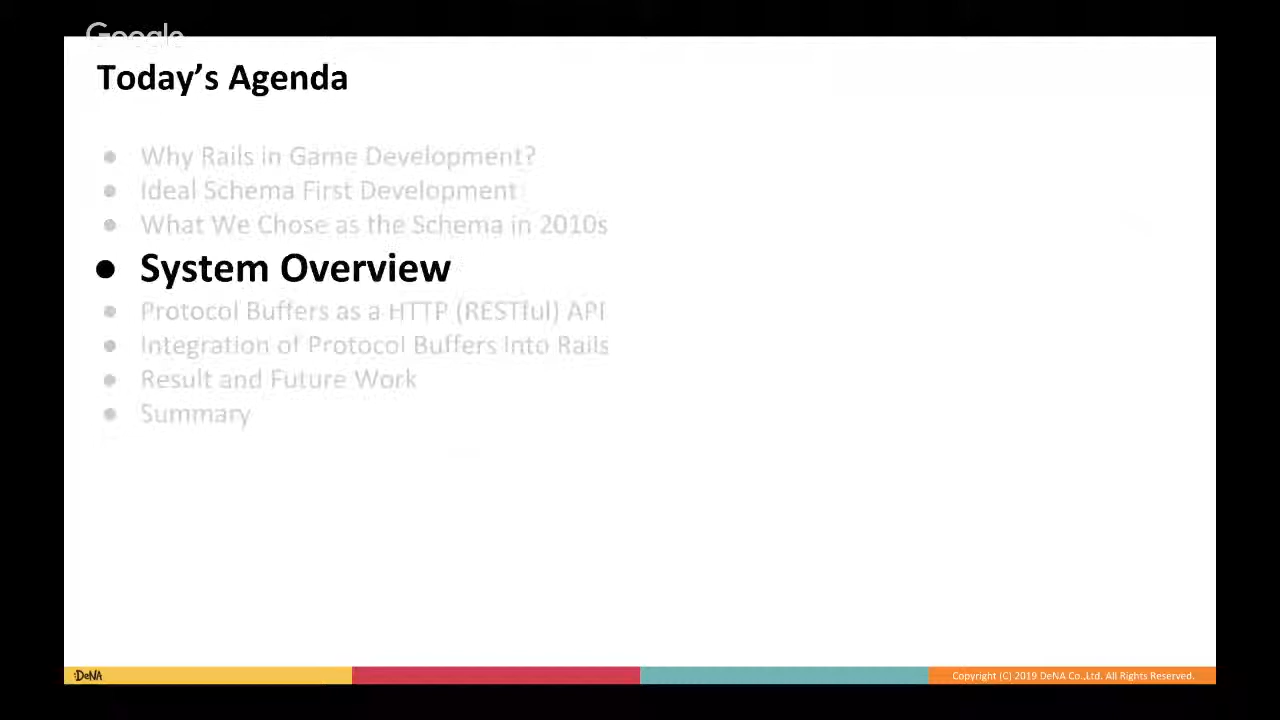 Google
Today's Agenda
● Why Rails in Game Development?
● Ideal Schema First Development
● What We Chose as the Schema in 2010s
● System Overview
● Protocol Buffers as a HTTP (RESTful) API
● Integration of Protocol Buffers Into Rails
● Result and Future Work
● Summary
:DeNA
Copyright (C) 2019 DeNA Co.,Ltd. All Rights Reserved.